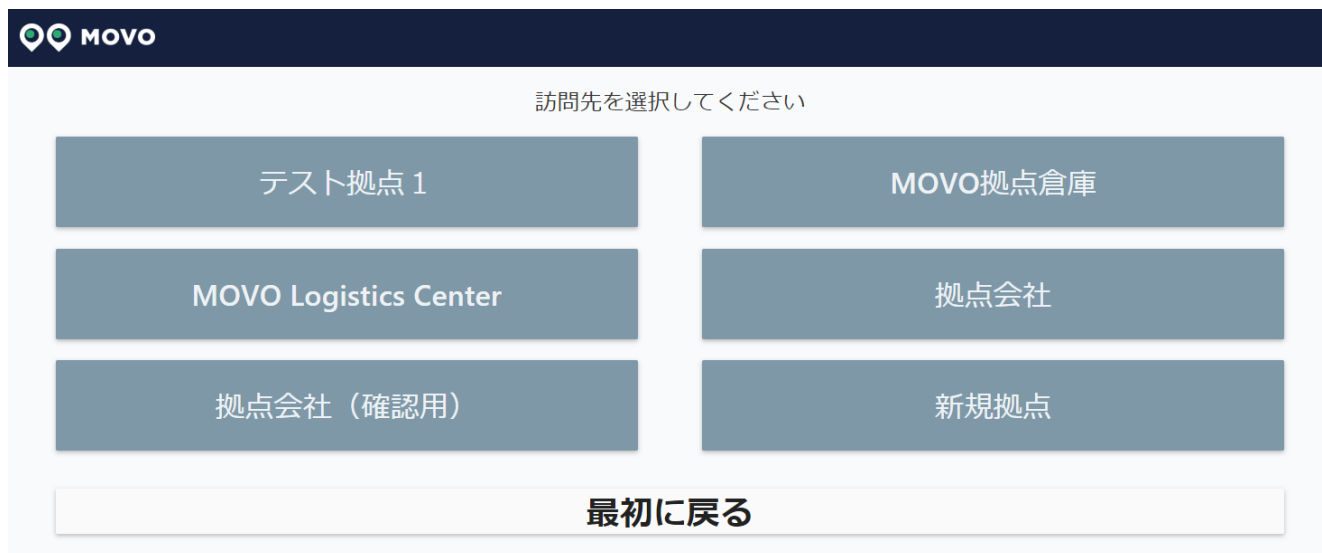 MOVO
訪問先を選択してください
テスト拠点１
MOVO拠点倉庫
MOVO Logistics Center
拠点会社
拠点会社（確認用）
新規拠点
最初に戻る